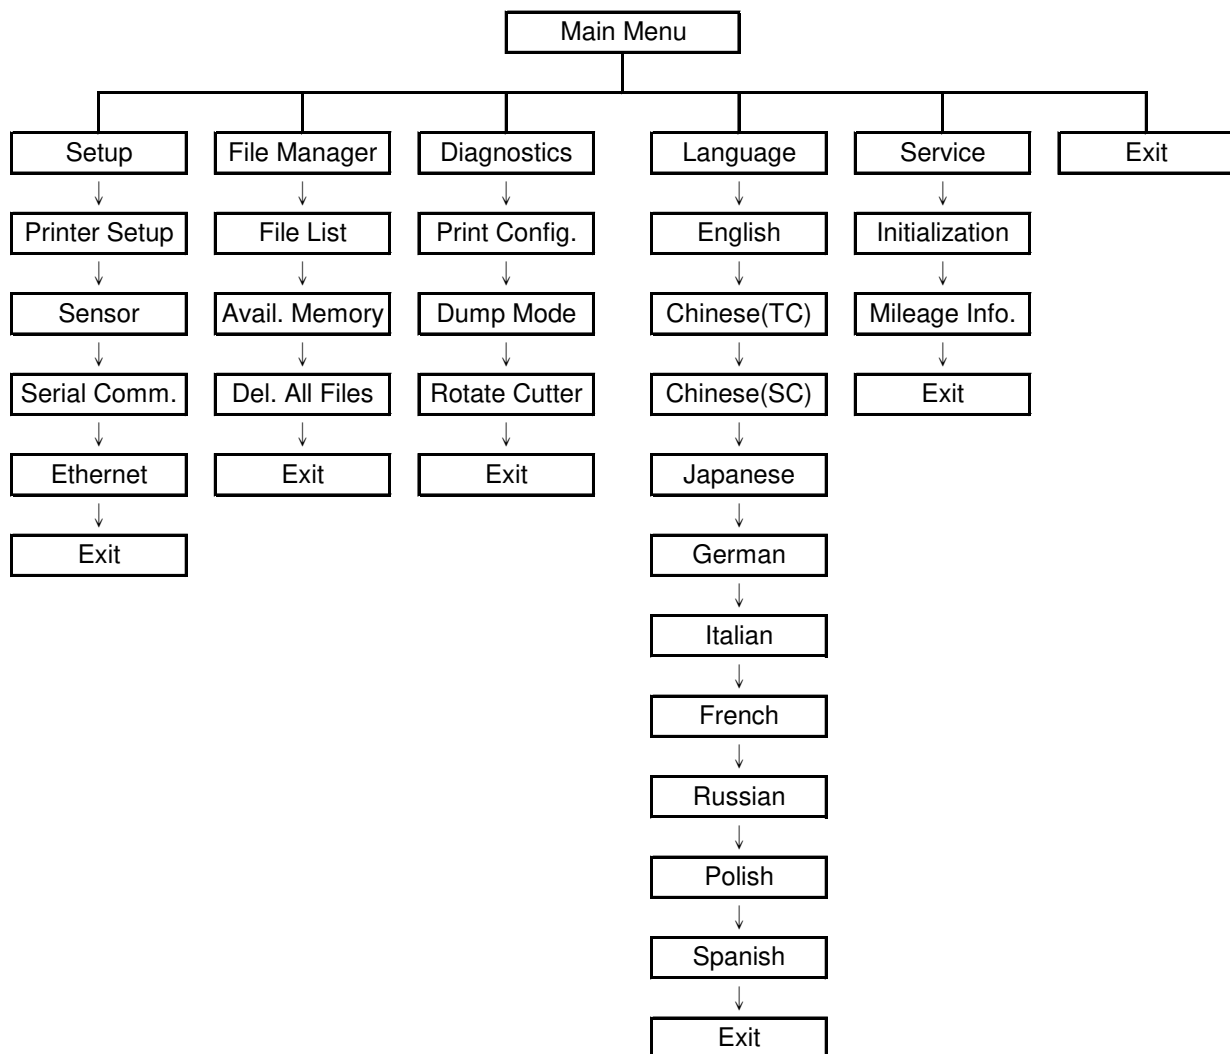 Main Menu
Setup
File Manager
Diagnostics
Language
Service
Exit
Printer Setup
File List
Print Config.
English
Initialization
Sensor
Avail. Memory
Dump Mode
Chinese(TC)
Mileage Info.
Serial Comm.
Del. All Files
Rotate Cutter
Chinese(SC)
Exit
Ethernet
Exit
Exit
Japanese
Exit
German
Italian
French
Russian
Polish
Spanish
Exit